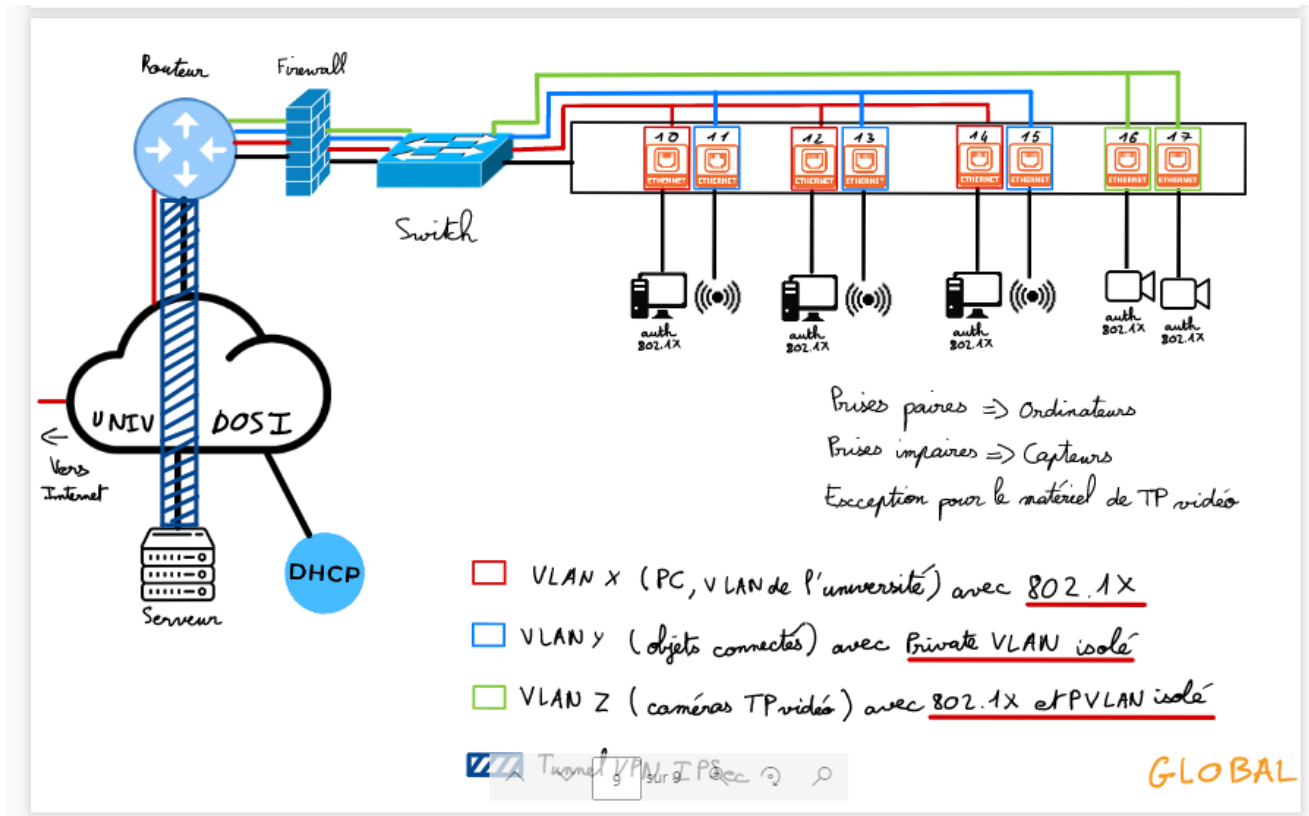 Routeur
Firewall
Switch
10 11 12 13 14 15 16 17
ETHERNET ETHERNET ETHERNET ETHERNET ETHERNET ETHERNET ETHERNET ETHERNET
auth 802.1X
auth 802.1X
auth 802.1X
auth 802.1X
auth 802.1X
UNIV DOSI
Vers
Internet
DHCP
Serveur
Prises paires => Ordinateurs
Prises impaires => Capteurs
Exception pour le matériel de TP vidéo
VLAN X (PC, VLAN de l'université) avec 802.1X
VLAN Y (objets connectés) avec Private VLAN isolé
VLAN Z (caméras TP vidéo) avec 802.1X et PVLAN isolé
Tunnel VPN IPSec
9 sur 9
GLOBAL